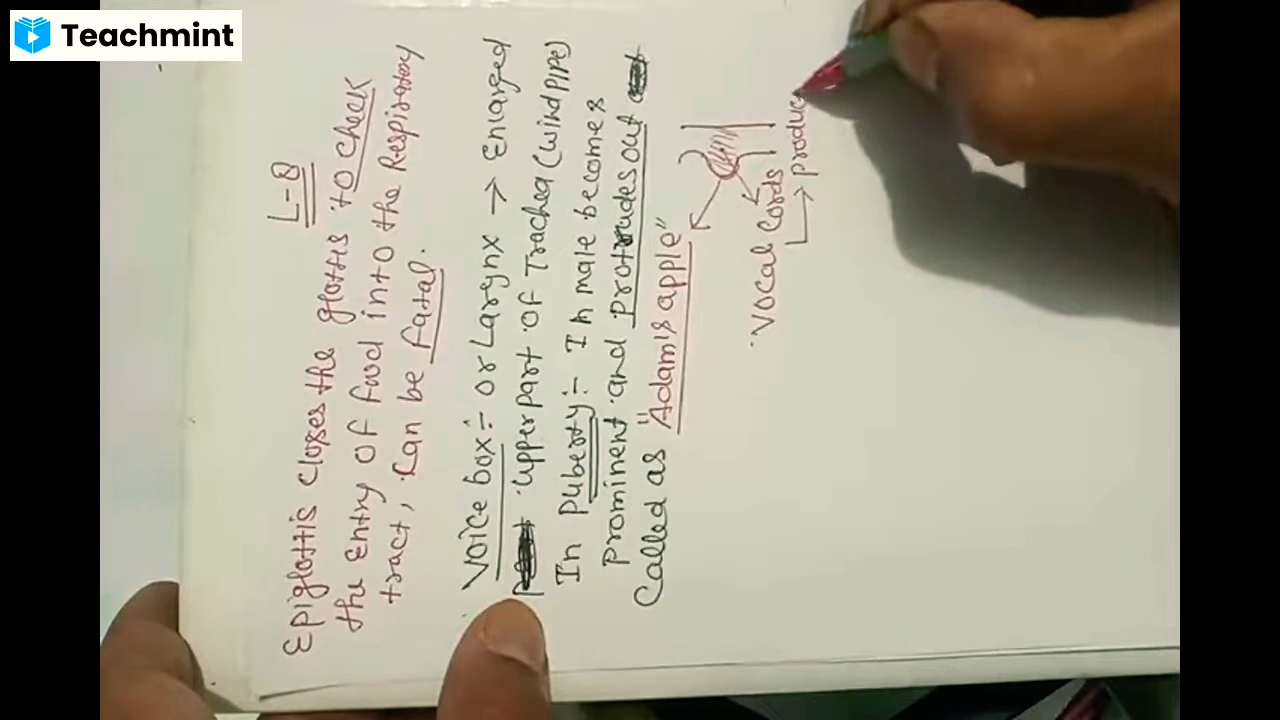 Teachmint
L-8
Epiglottis closes the glottis to check
the Entry of food into the Respiratory
tract, can be fatal.
Voice box:- or Larynx → Enlarged
upper part of Trachea (wind pipe)
In puberty:- In male becomes
prominent and protrudes out
called as "Adam's apple"
Vocal cords
↳ produc